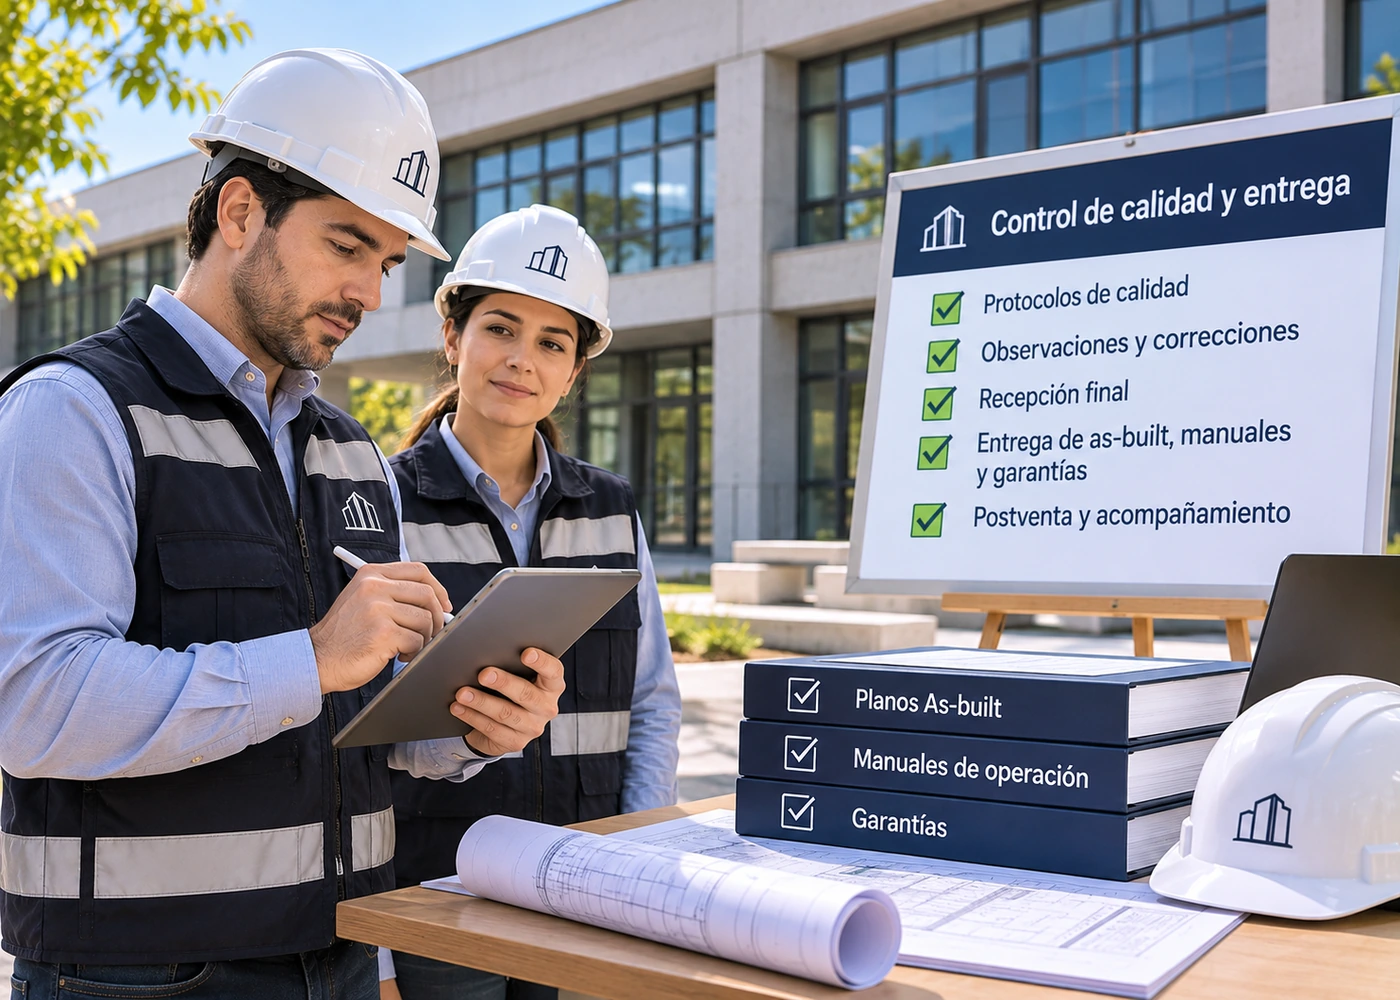 Control de calidad y entrega
Protocolos de calidad
Observaciones y correcciones
Recepción final
Entrega de as-built, manuales
y garantías
Postventa y acompañamiento
Planos As-built
Manuales de operación
Garantías